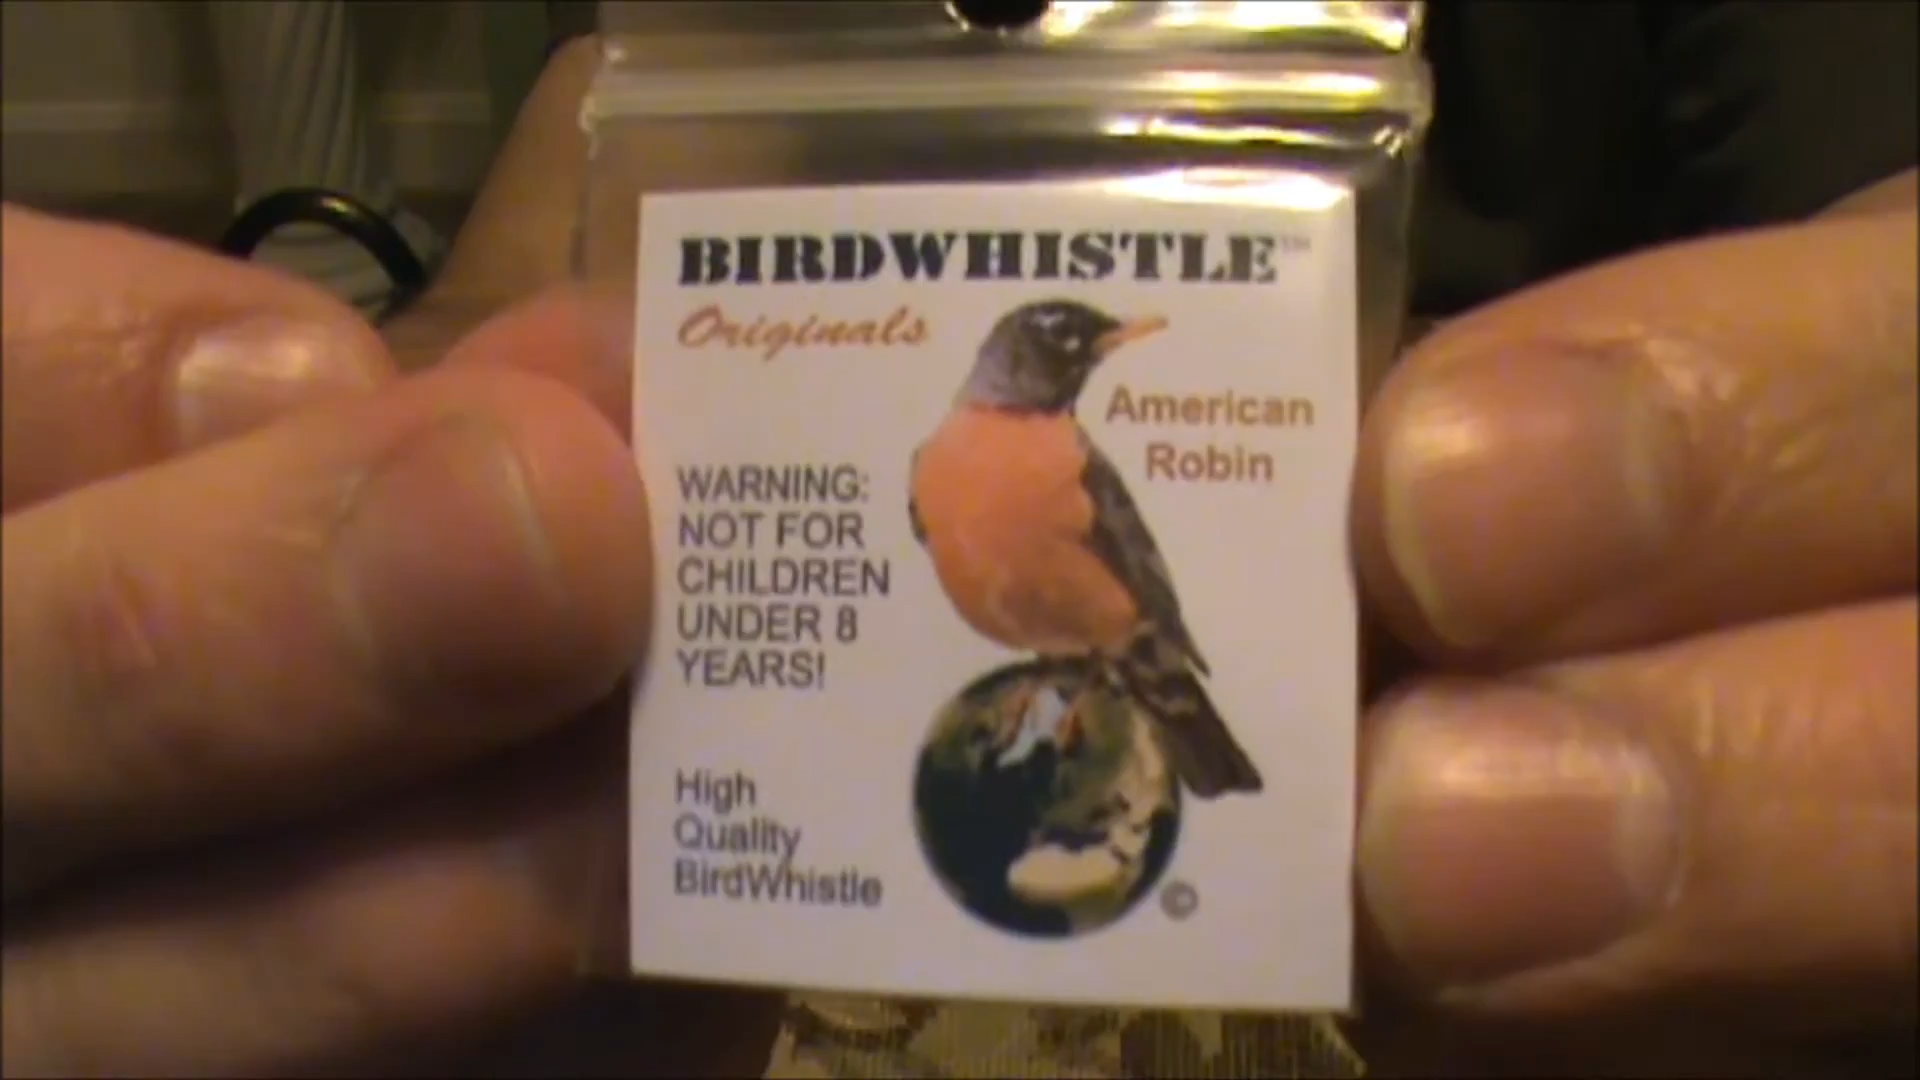 BIRDWHISTLE™
Originals
American
Robin
WARNING:
NOT FOR
CHILDREN
UNDER 8
YEARS!
High
Quality
BirdWhistle
©